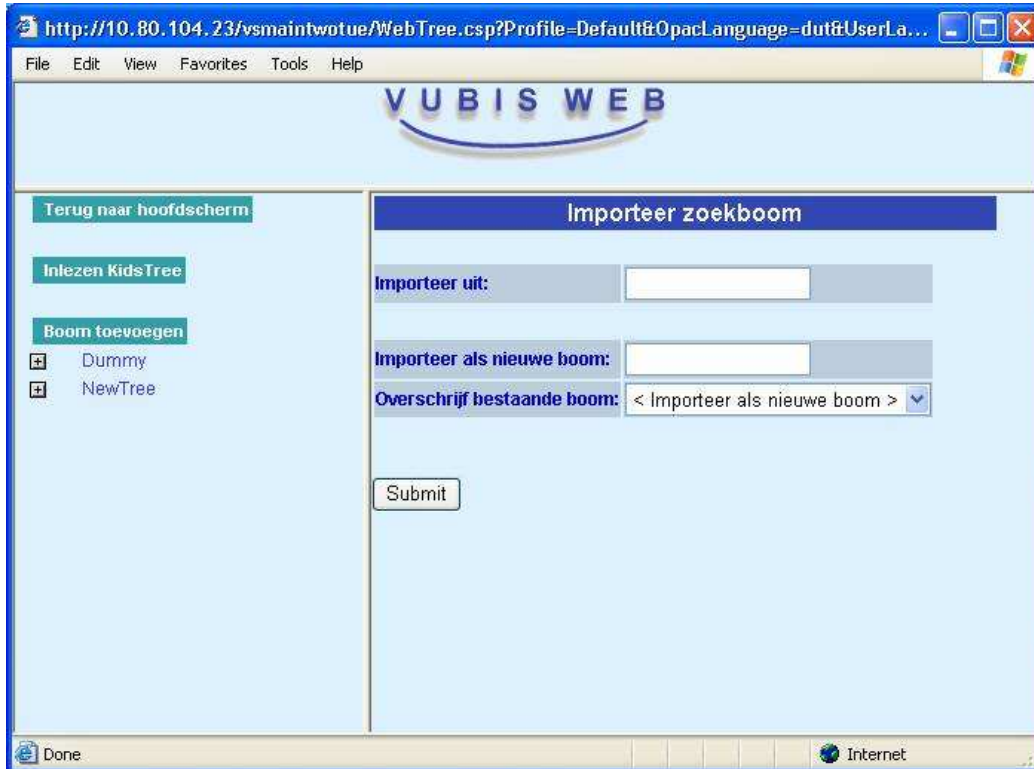 http://10.80.104.23/vsmaintwotue/WebTree.csp?Profile=Default&OpacLanguage=dut&UserLa...
File Edit View Favorites Tools Help
VUBIS WEB
Terug naar hoofdscherm
Inlezen KidsTree
Boom toevoegen
Dummy
NewTree
Importeer zoekboom
Importeer uit:
Importeer als nieuwe boom:
Overschrijf bestaande boom: < Importeer als nieuwe boom >
Submit
Done Internet